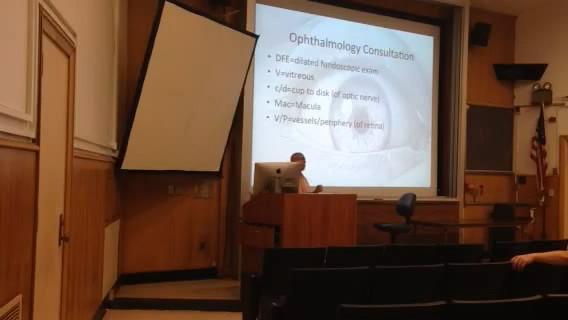 Ophthalmology Consultation
• DFE=dilated fundoscopic exam
• V=vitreous
• c/d=cup to disk (of optic nerve)
• Mac=Macula
• V/P=vessels/periphery (of retina)